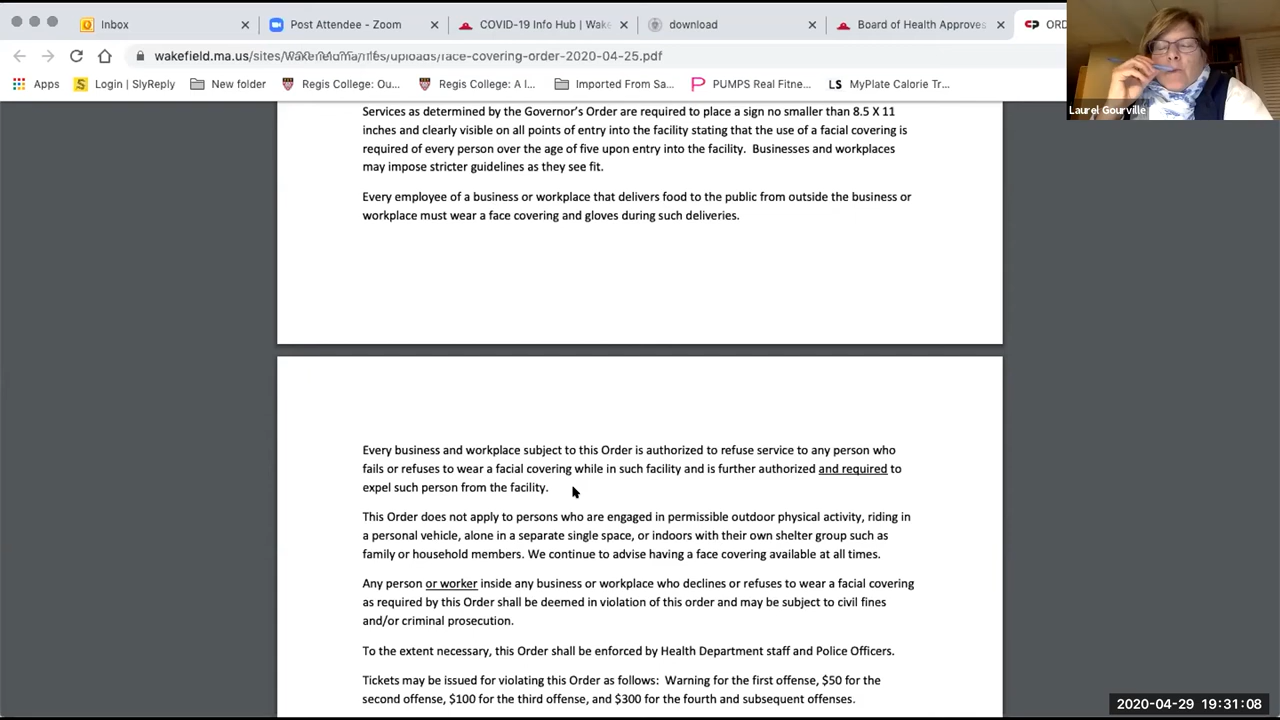 Inbox
Post Attendee - Zoom
COVID-19 Info Hub | Wake
download
Board of Health Approves
ORD
wakefield.ma.us/sites/
/uploads/face-covering-order-2020-04-25.pdf
Apps
Login | SlyReply
New folder
Regis College: Ou...
Regis College: A l...
Imported From Sa...
PUMPS Real Fitne...
LS MyPlate Calorie Tr...
Laurel Gourville
Services as determined by the Governor's Order are required to place a sign no smaller than 8.5 X 11
inches and clearly visible on all points of entry into the facility stating that the use of a facial covering is
required of every person over the age of five upon entry into the facility.  Businesses and workplaces
may impose stricter guidelines as they see fit.
Every employee of a business or workplace that delivers food to the public from outside the business or
workplace must wear a face covering and gloves during such deliveries.
Every business and workplace subject to this Order is authorized to refuse service to any person who
fails or refuses to wear a facial covering while in such facility and is further authorized and required to
expel such person from the facility.
This Order does not apply to persons who are engaged in permissible outdoor physical activity, riding in
a personal vehicle, alone in a separate single space, or indoors with their own shelter group such as
family or household members. We continue to advise having a face covering available at all times.
Any person or worker inside any business or workplace who declines or refuses to wear a facial covering
as required by this Order shall be deemed in violation of this order and may be subject to civil fines
and/or criminal prosecution.
To the extent necessary, this Order shall be enforced by Health Department staff and Police Officers.
Tickets may be issued for violating this Order as follows:  Warning for the first offense, $50 for the
second offense, $100 for the third offense, and $300 for the fourth and subsequent offenses.
2020-04-29 19:31:08